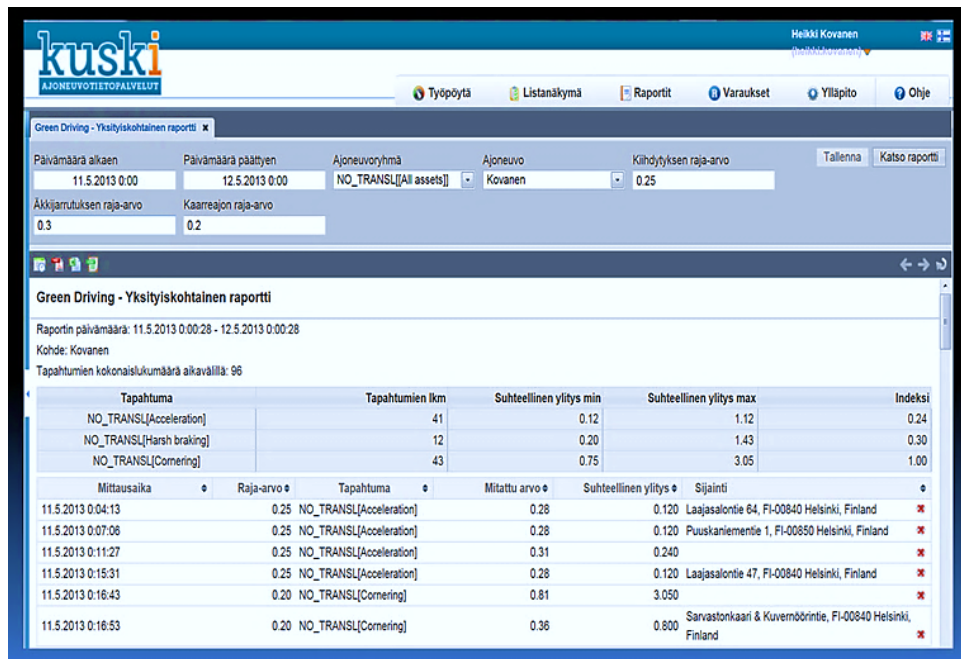 kuski
AJONEUVOTIETOPALVELUT
Heikki Kovanen
(heikki.kovanen)
Työpöytä Listanäkymä Raportit Varaukset Ylläpito Ohje
Green Driving - Yksityiskohtainen raportti x
Päivämäärä alkaen Päivämäärä päättyen Ajoneuvoryhmä Ajoneuvo Kiihdytyksen raja-arvo Tallenna Katso raportti
11.5.2013 0:00 12.5.2013 0:00 NO_TRANSL[[All assets]] Kovanen 0.25
Äkkijarrutuksen raja-arvo Kaarreajon raja-arvo
0.3 0.2
Green Driving - Yksityiskohtainen raportti
Raportin päivämäärä: 11.5.2013 0:00:28 - 12.5.2013 0:00:28
Kohde: Kovanen
Tapahtumien kokonaislukumäärä aikavälillä: 96
Tapahtuma Tapahtumien lkm Suhteellinen ylitys min Suhteellinen ylitys max Indeksi
NO_TRANSL[Acceleration] 41 0.12 1.12 0.24
NO_TRANSL[Harsh braking] 12 0.20 1.43 0.30
NO_TRANSL[Cornering] 43 0.75 3.05 1.00
Mittausaika Raja-arvo Tapahtuma Mitattu arvo Suhteellinen ylitys Sijainti
11.5.2013 0:04:13 0.25 NO_TRANSL[Acceleration] 0.28 0.120 Laajasalontie 64, FI-00840 Helsinki, Finland
11.5.2013 0:07:06 0.25 NO_TRANSL[Acceleration] 0.28 0.120 Puuskaniementie 1, FI-00850 Helsinki, Finland
11.5.2013 0:11:27 0.25 NO_TRANSL[Acceleration] 0.31 0.240
11.5.2013 0:15:31 0.25 NO_TRANSL[Acceleration] 0.28 0.120 Laajasalontie 47, FI-00840 Helsinki, Finland
11.5.2013 0:16:43 0.20 NO_TRANSL[Cornering] 0.81 3.050
11.5.2013 0:16:53 0.20 NO_TRANSL[Cornering] 0.36 0.800 Sarvastonkaari & Kuvernöörintie, FI-00840 Helsinki,
Finland